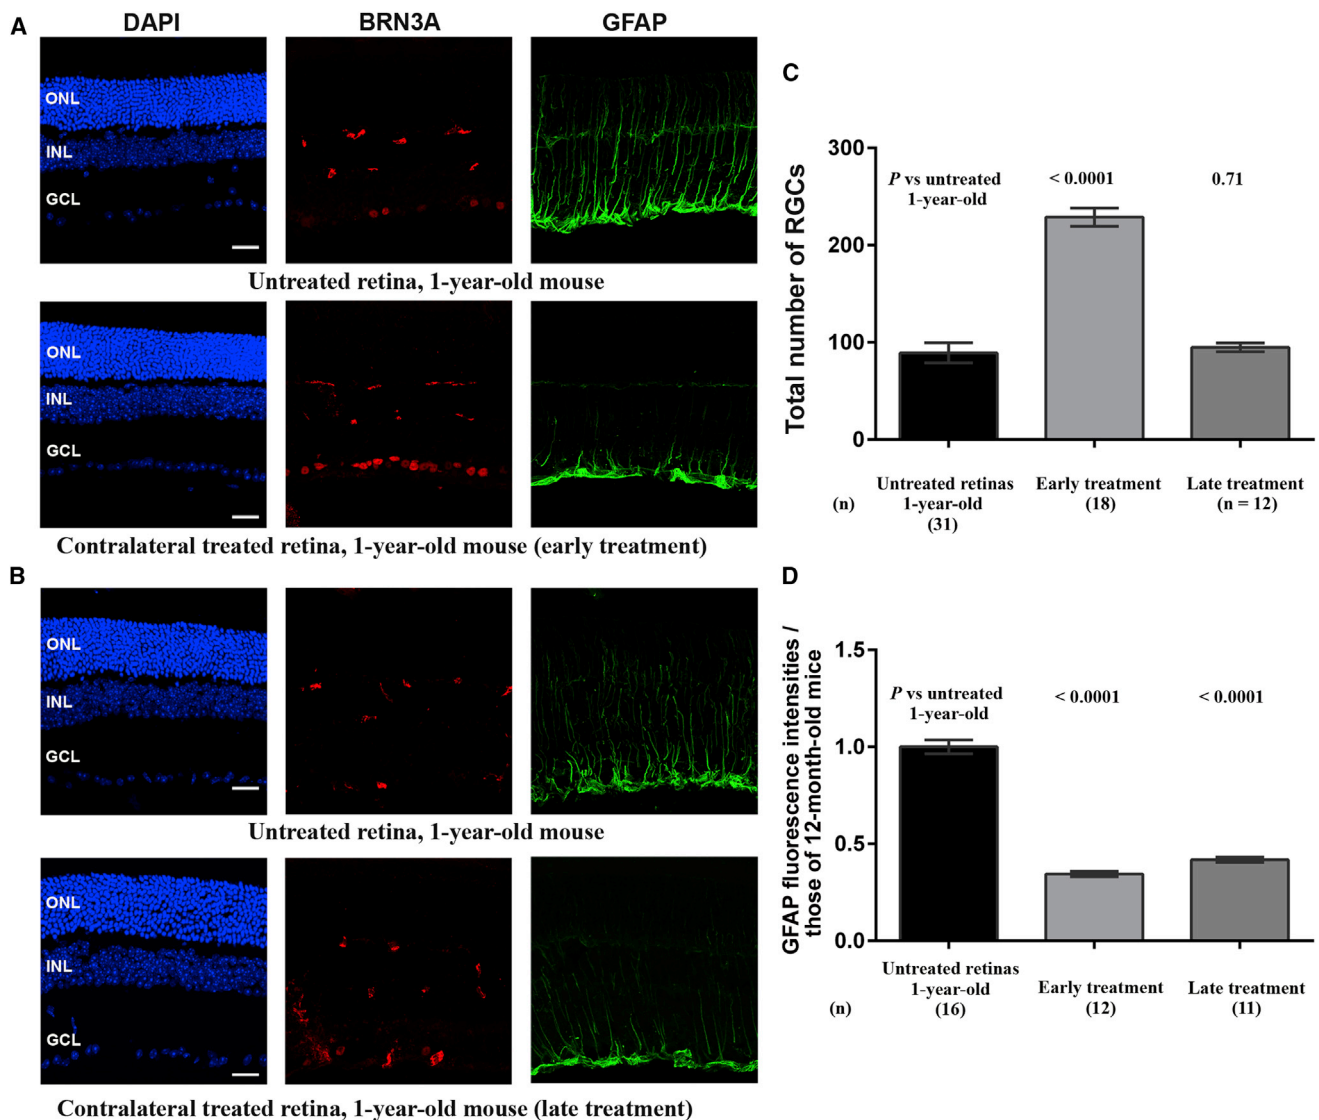 A
DAPI
BRN3A
GFAP
ONL
INL
GCL
Untreated retina, 1-year-old mouse
ONL
INL
GCL
Contralateral treated retina, 1-year-old mouse (early treatment)
B
ONL
INL
GCL
Untreated retina, 1-year-old mouse
ONL
INL
GCL
Contralateral treated retina, 1-year-old mouse (late treatment)
C
Total number of RGCs
300
200
100
0
P vs untreated
1-year-old
< 0.0001
0.71
(n)
Untreated retinas
1-year-old
(31)
Early treatment
(18)
Late treatment
(n = 12)
D
GFAP fluorescence intensities /
those of 12-month-old mice
1.5
1.0
0.5
0.0
P vs untreated
1-year-old
< 0.0001
< 0.0001
(n)
Untreated retinas
1-year-old
(16)
Early treatment
(12)
Late treatment
(11)